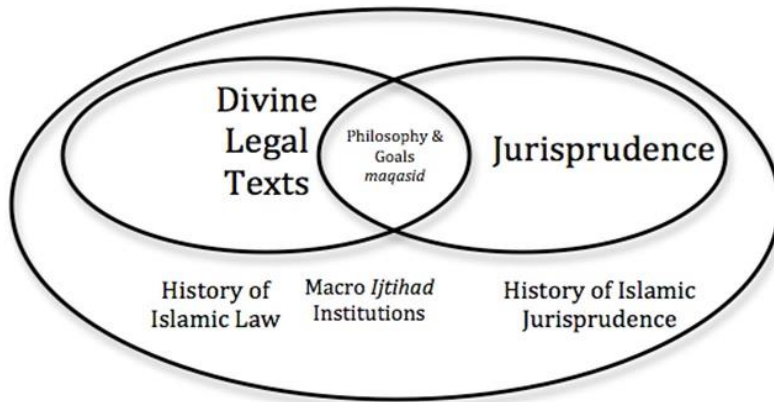 Divine
Legal
Texts
Philosophy &
Goals
maqasid
Jurisprudence
History of
Islamic Law
Macro Ijtihad
Institutions
History of Islamic
Jurisprudence